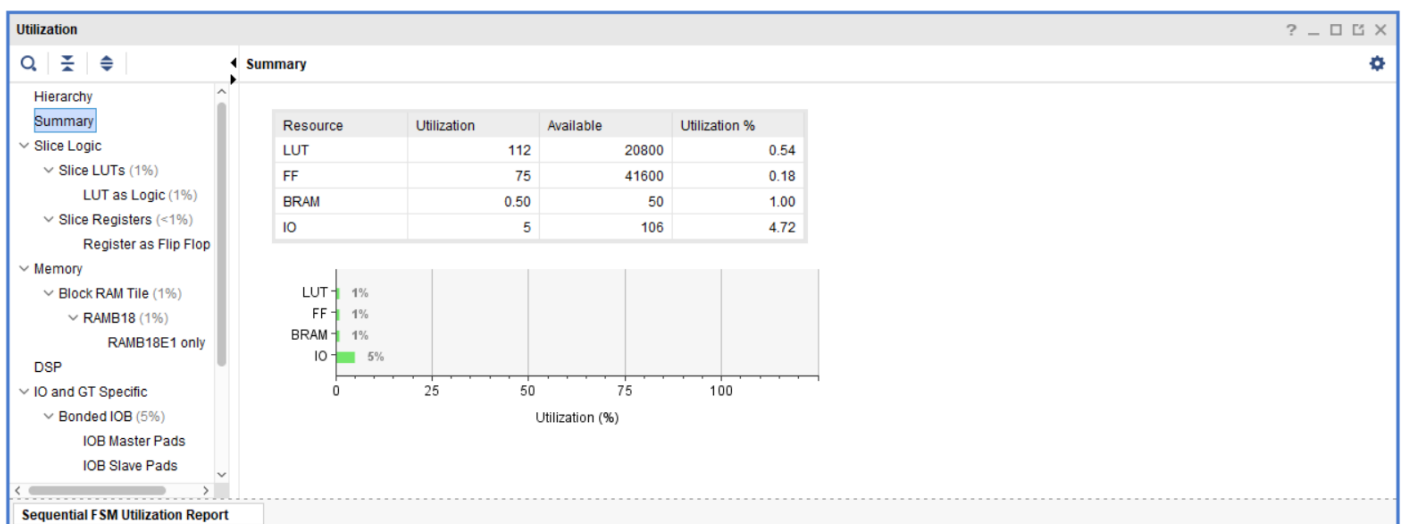 Utilization
Summary
Hierarchy
Summary
Slice Logic
Slice LUTs (1%)
LUT as Logic (1%)
Slice Registers (<1%)
Register as Flip Flop
Memory
Block RAM Tile (1%)
RAMB18 (1%)
RAMB18E1 only
DSP
IO and GT Specific
Bonded IOB (5%)
IOB Master Pads
IOB Slave Pads
Resource Utilization Available Utilization %
LUT 112 20800 0.54
FF 75 41600 0.18
BRAM 0.50 50 1.00
IO 5 106 4.72
LUT 1%
FF 1%
BRAM 1%
IO 5%
0 25 50 75 100
Utilization (%)
Sequential FSM Utilization Report